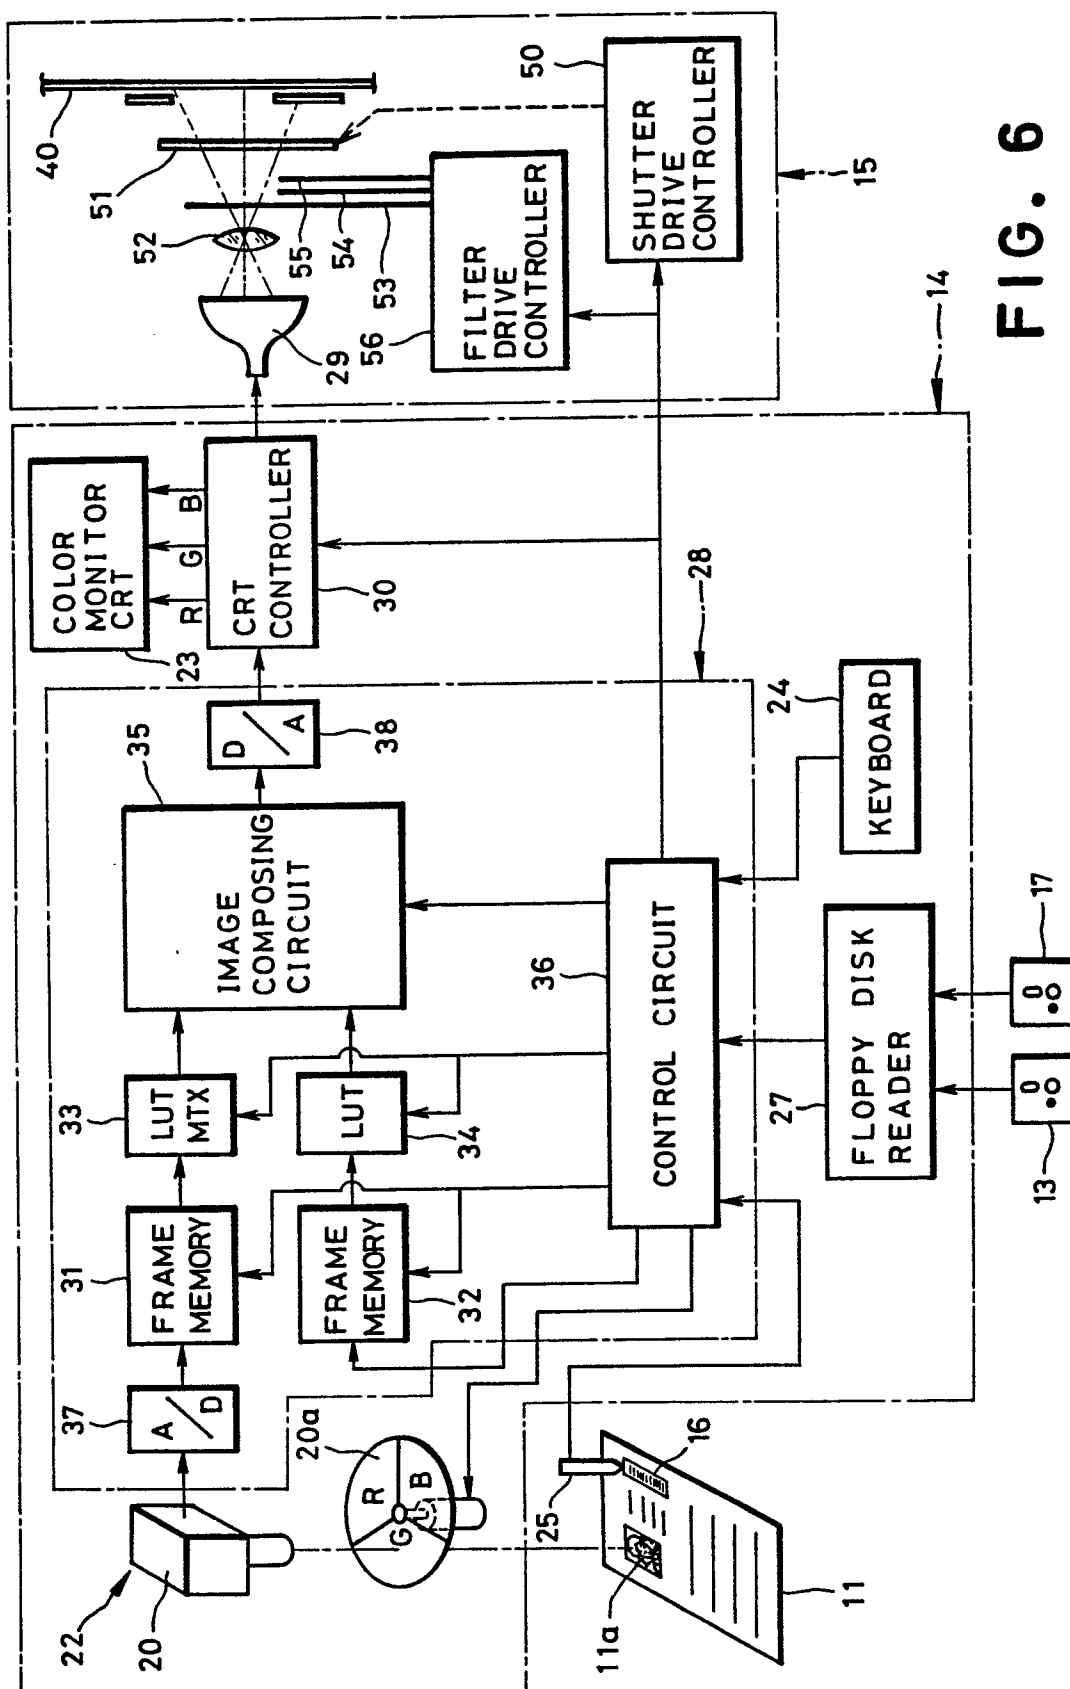 22
20
37
A
D
31
FRAME
MEMORY
33
LUT
MTX
35
IMAGE
COMPOSING
CIRCUIT
D
A
38
COLOR
MONITOR
CRT
23
R
G
B
CRT
CONTROLLER
30
29
52
51
40
53
54
55
FILTER
DRIVE
CONTROLLER
56
SHUTTER
DRIVE
CONTROLLER
50
15
20a
R
B
G
FRAME
MEMORY
32
LUT
34
CONTROL CIRCUIT
36
28
14
11a
16
25
11
FLOPPY DISK
READER
27
KEYBOARD
24
13
17
FIG. 6